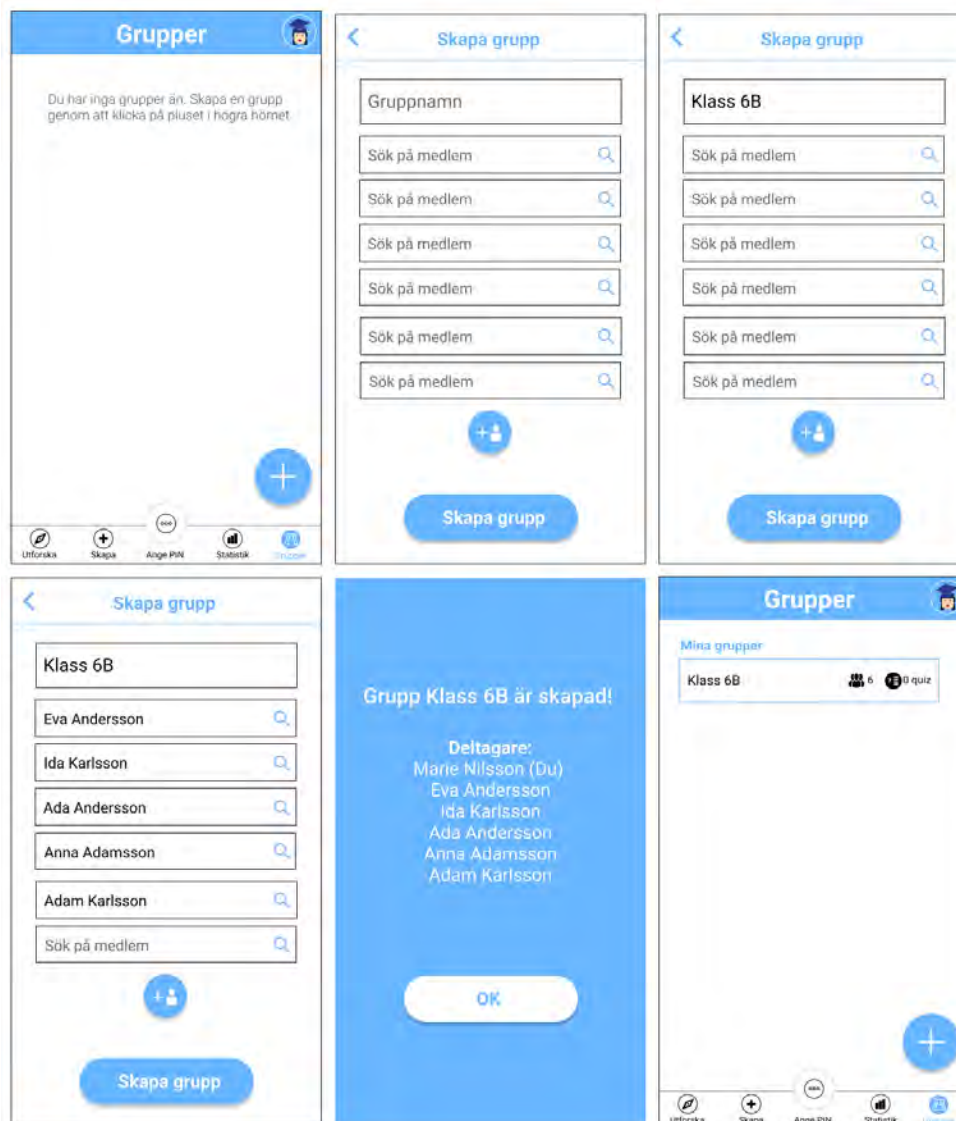 Grupper
Du har inga grupper än. Skapa en grupp
genom att klicka på pluset i högra hörnet
Utforska
Skapa
Ange PIN
Statistik
Grupper
Skapa grupp
Gruppnamn
Sök på medlem
Sök på medlem
Sök på medlem
Sök på medlem
Sök på medlem
Sök på medlem
Skapa grupp
Skapa grupp
Klass 6B
Sök på medlem
Sök på medlem
Sök på medlem
Sök på medlem
Sök på medlem
Sök på medlem
Skapa grupp
Skapa grupp
Klass 6B
Eva Andersson
Ida Karlsson
Ada Andersson
Anna Adamsson
Adam Karlsson
Sök på medlem
Skapa grupp
Grupp Klass 6B är skapad!
Deltagare:
Marie Nilsson (Du)
Eva Andersson
Ida Karlsson
Ada Andersson
Anna Adamsson
Adam Karlsson
OK
Grupper
Mina grupper
Klass 6B 6 0 quiz
Utforska
Skapa
Ange PIN
Statistik